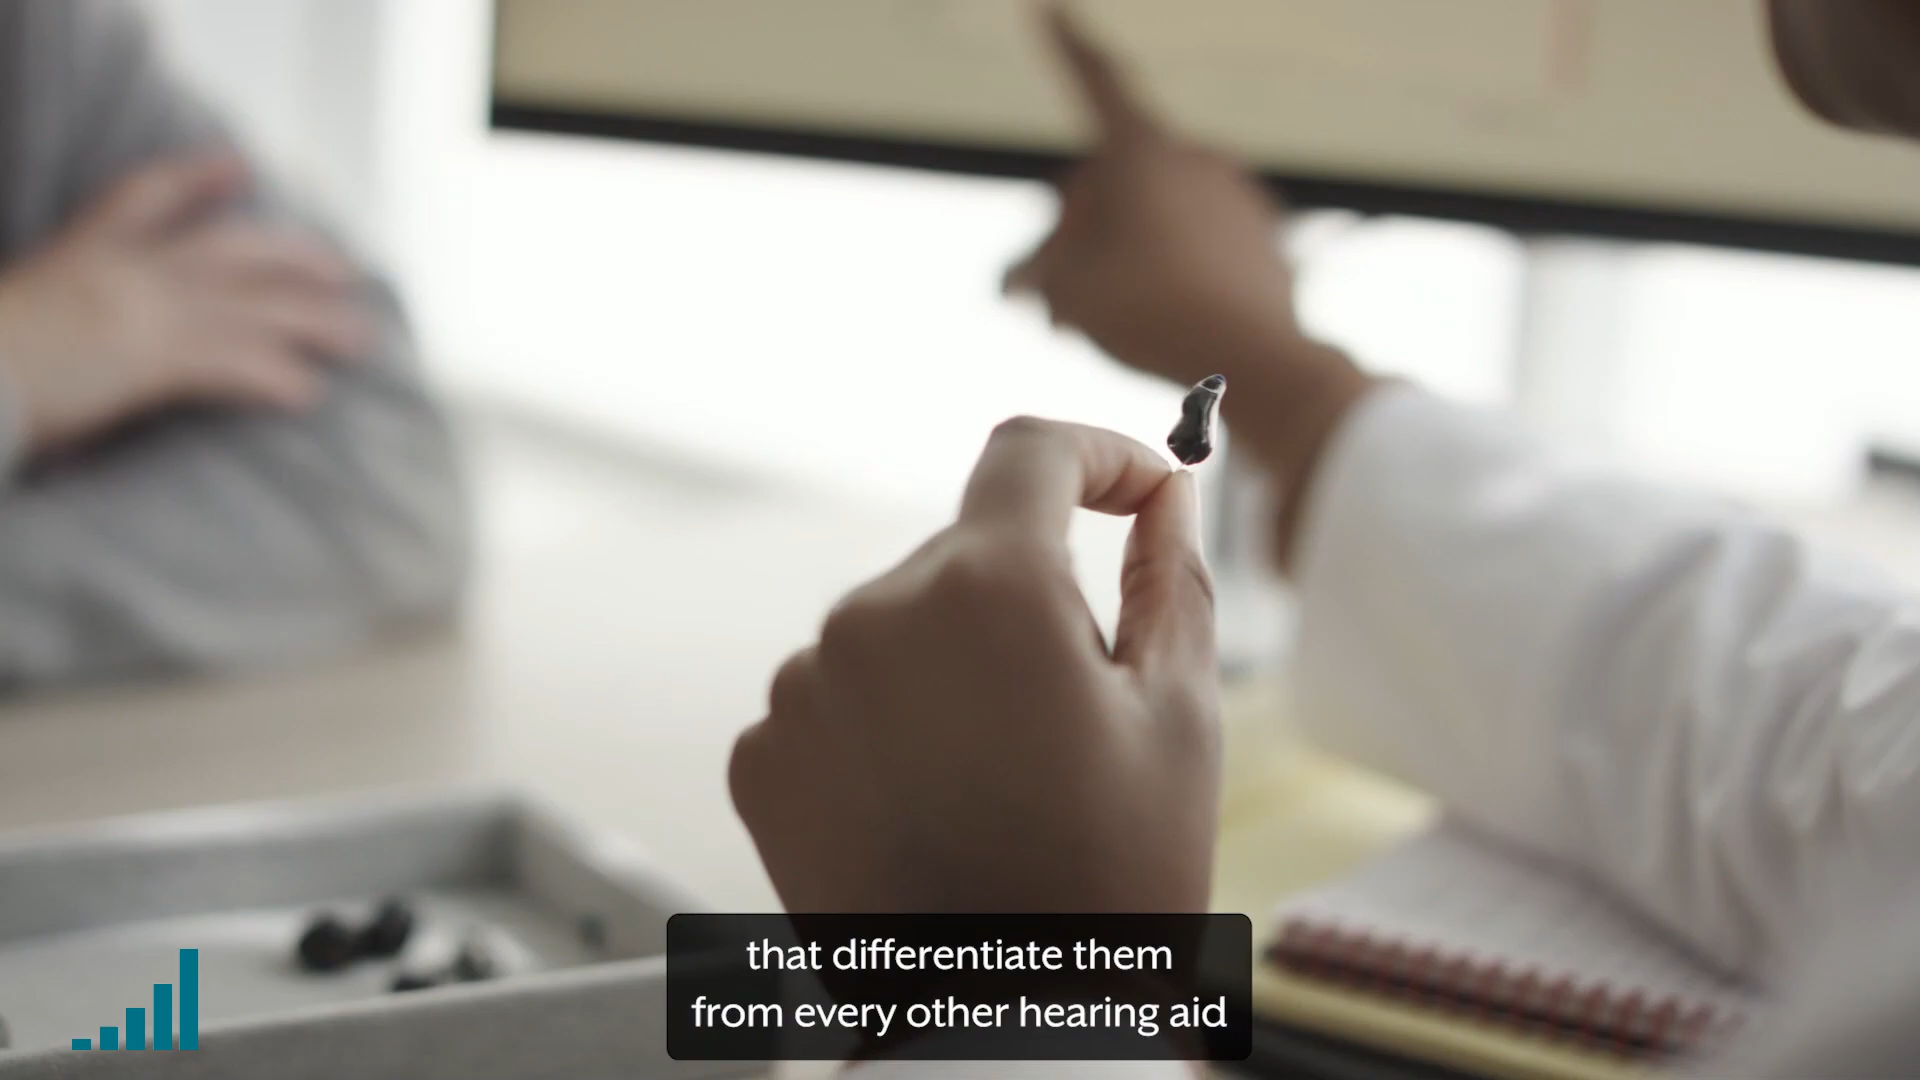 that differentiate them
from every other hearing aid